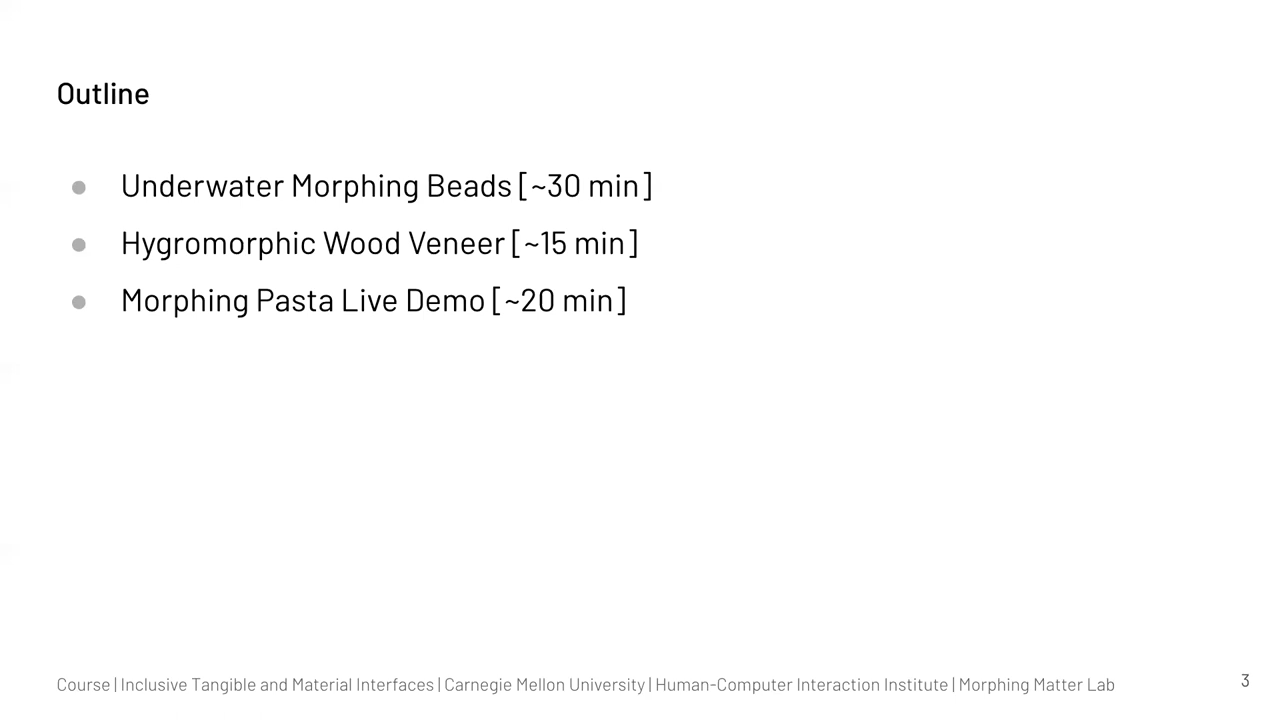 Outline
● Underwater Morphing Beads [~30 min]
● Hygromorphic Wood Veneer [~15 min]
● Morphing Pasta Live Demo [~20 min]
Course | Inclusive Tangible and Material Interfaces | Carnegie Mellon University | Human-Computer Interaction Institute | Morphing Matter Lab
3